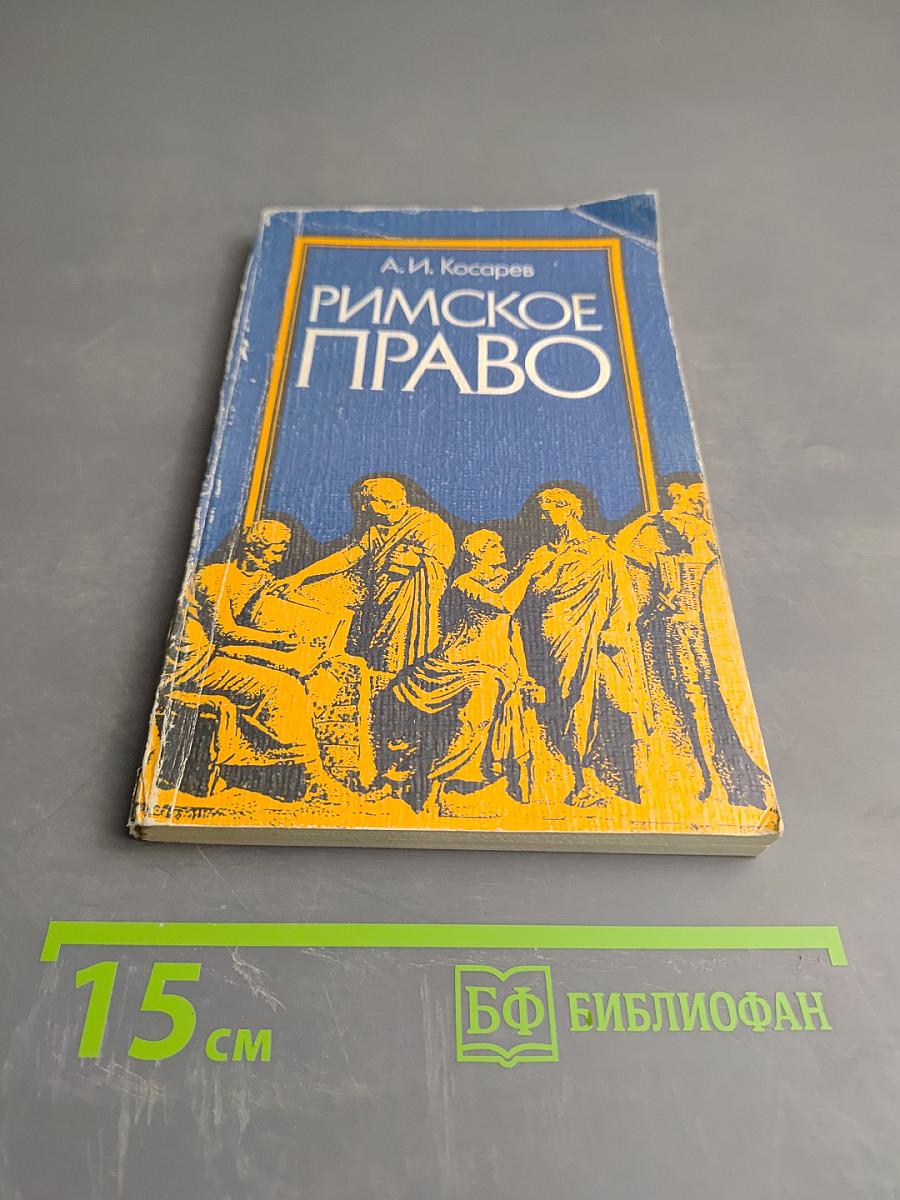 А. И. Косарев
РИМСКОЕ
ПРАВО
15 см
БФ БИБЛИОФАН